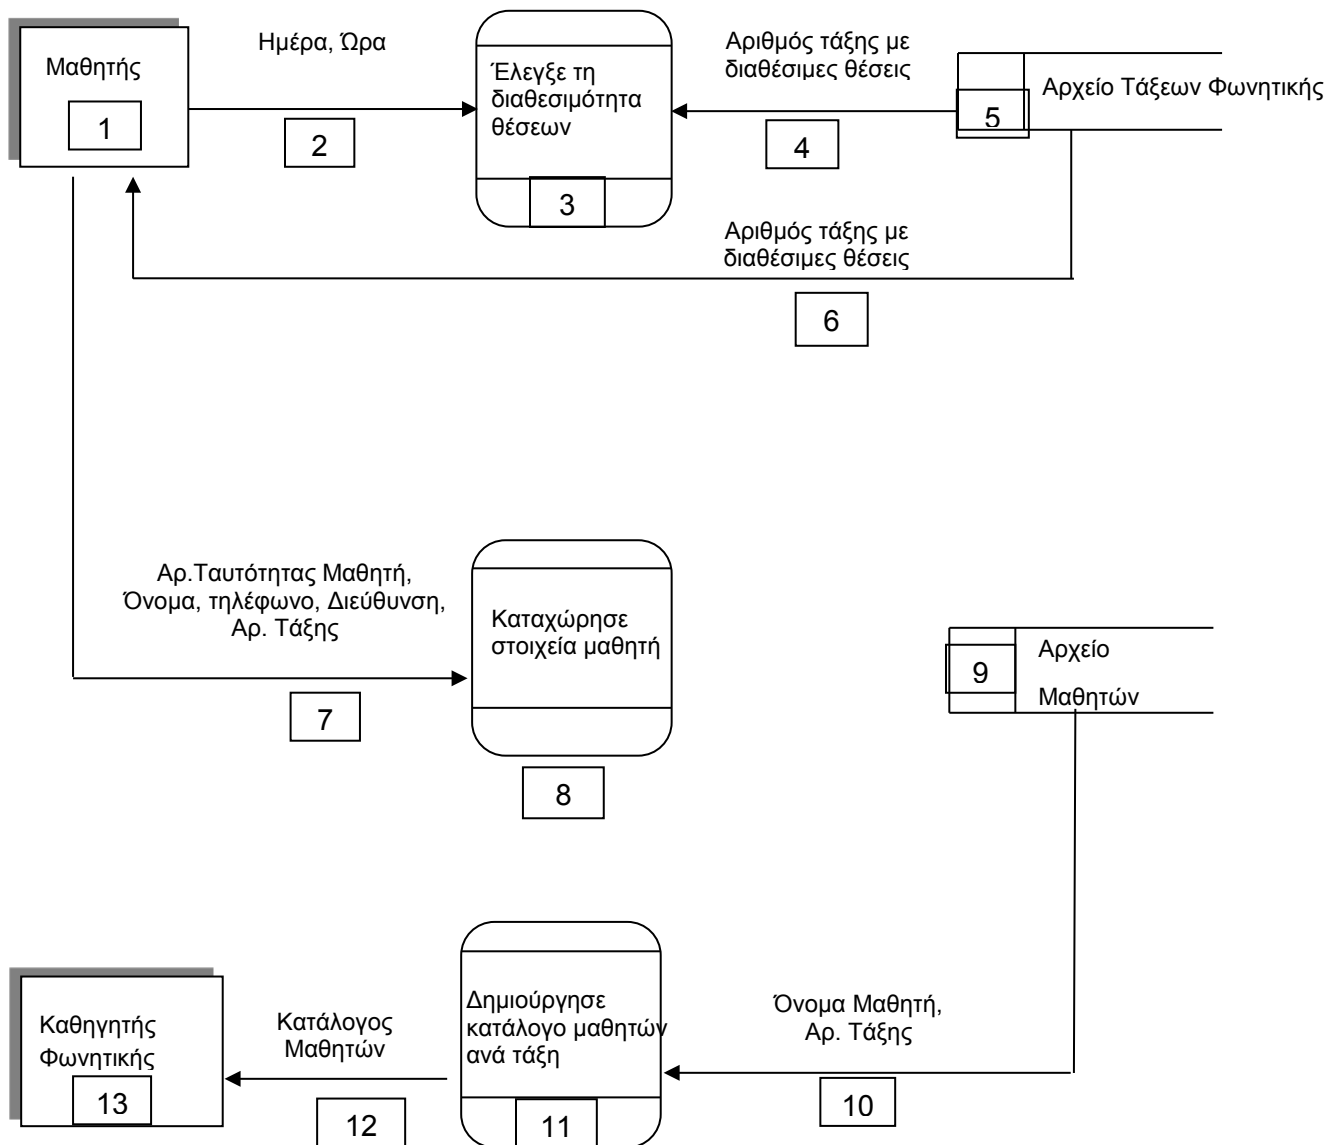 Μαθητής
1
Ημέρα, Ώρα
2
Έλεγξε τη
διαθεσιμότητα
θέσεων
3
Αριθμός τάξης με
διαθέσιμες θέσεις
4
5
Αρχείο Τάξεων Φωνητικής
Αριθμός τάξης με
διαθέσιμες θέσεις
6
Αρ.Ταυτότητας Μαθητή,
Όνομα, τηλέφωνο, Διεύθυνση,
Αρ. Τάξης
7
Καταχώρησε
στοιχεία μαθητή
8
9
Αρχείο
Μαθητών
Καθηγητής
Φωνητικής
13
Κατάλογος
Μαθητών
12
Δημιούργησε
κατάλογο μαθητών
ανά τάξη
11
Όνομα Μαθητή,
Αρ. Τάξης
10